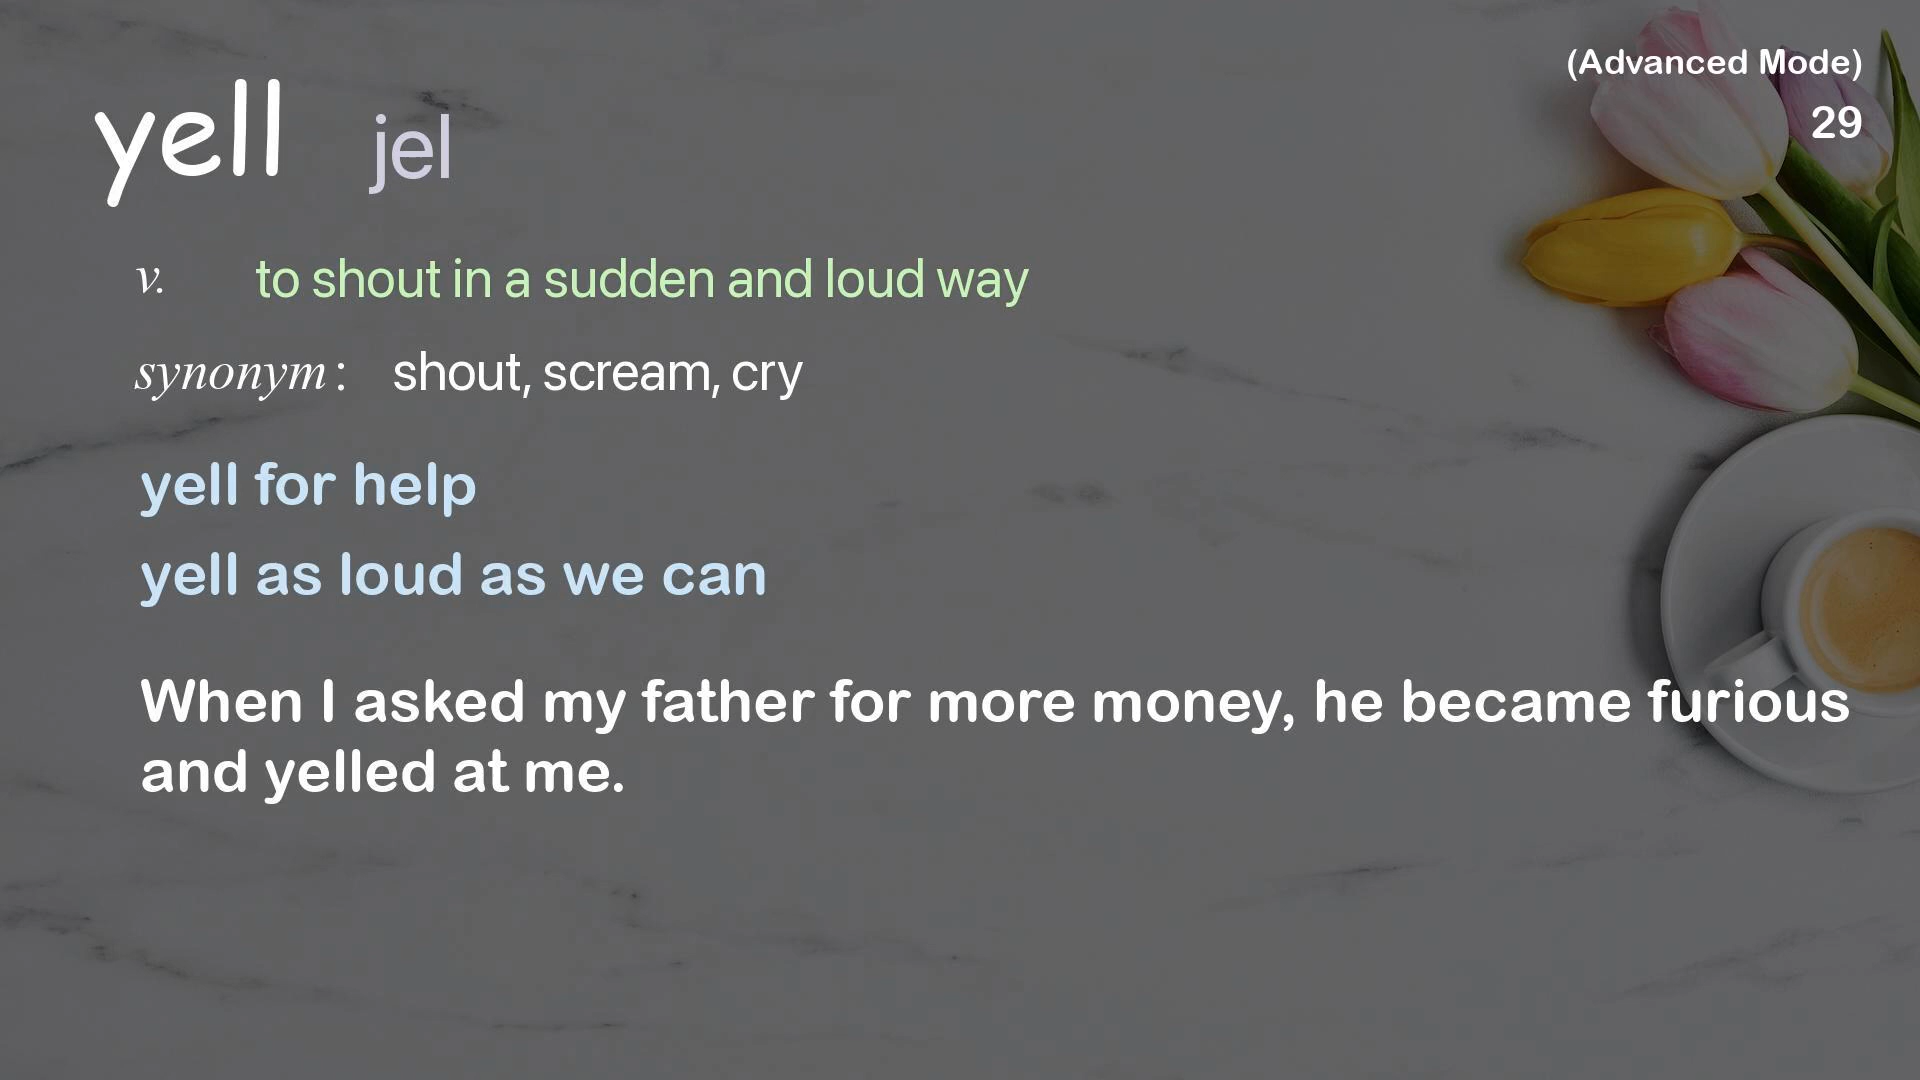 (Advanced Mode)
yell jel
29
v. to shout in a sudden and loud way
synonym : shout, scream, cry
yell for help
yell as loud as we can
When I asked my father for more money, he became furious
and yelled at me.